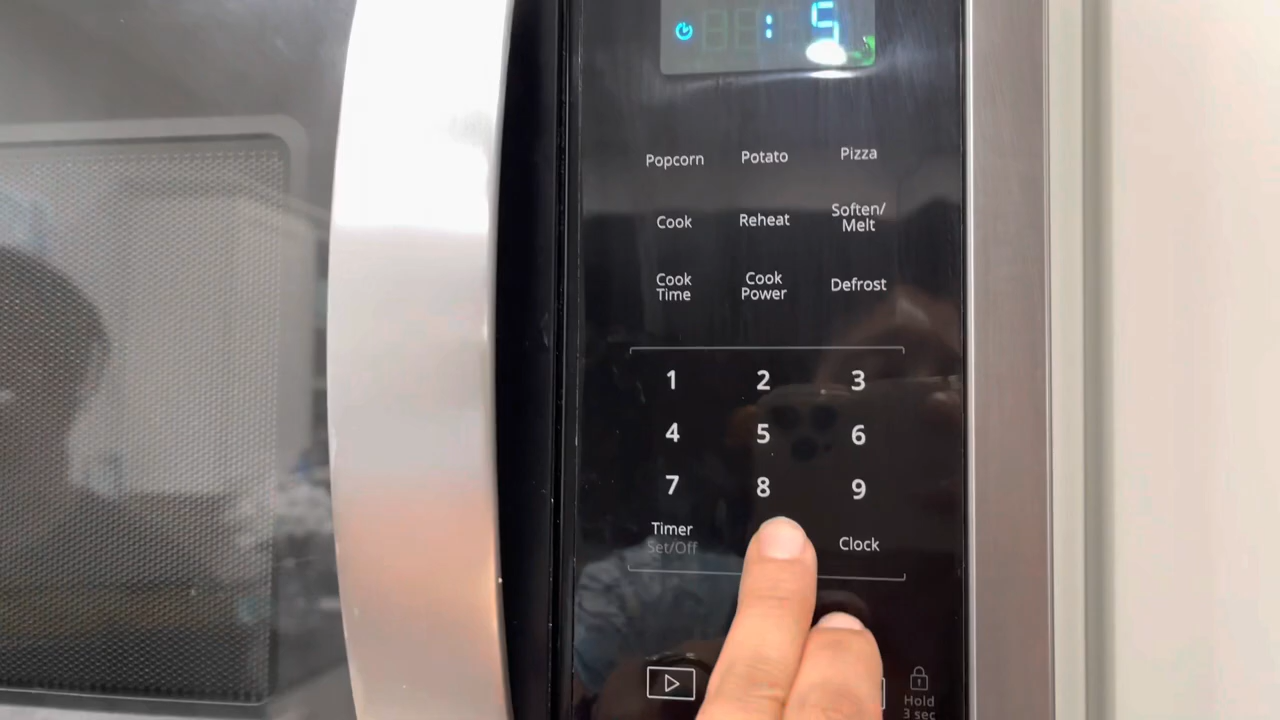 : 5
Popcorn Potato Pizza
Cook Reheat Soften/
Melt
Cook
Time Cook
Power Defrost
1 2 3
4 5 6
7 8 9
Timer
Set/Off Clock
Hold
3 sec